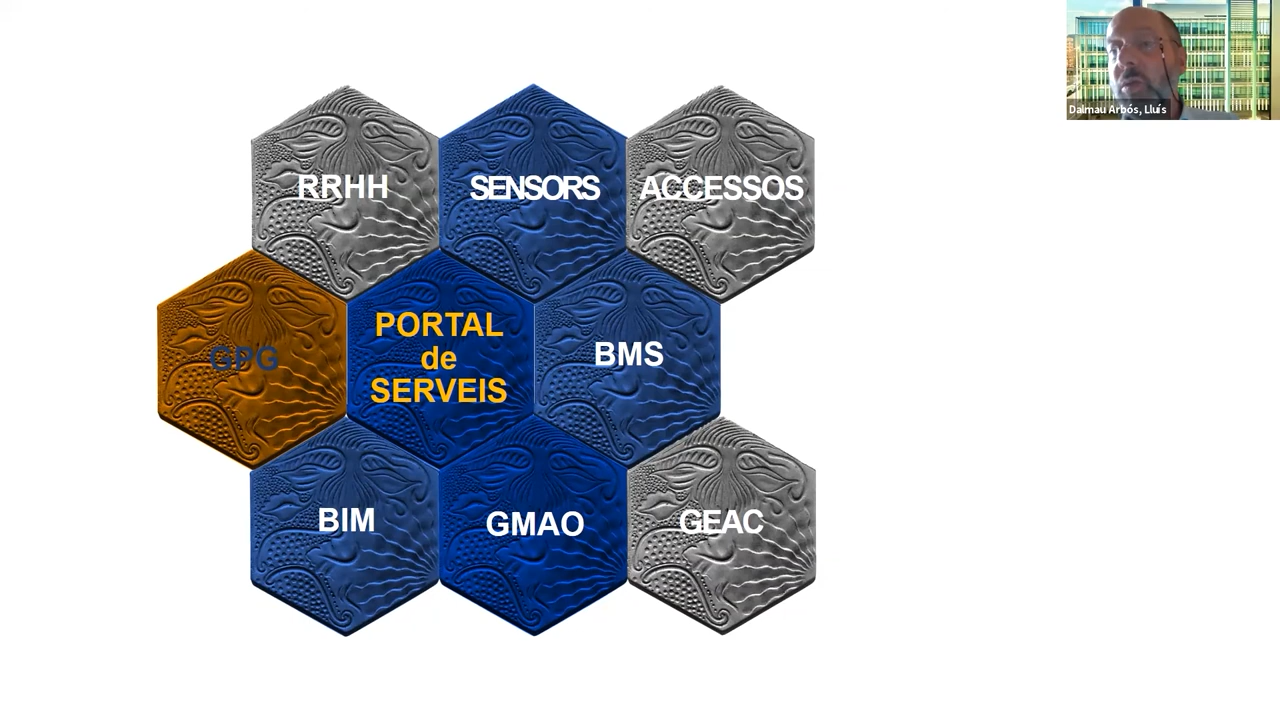 Dalmau Arbós, Lluís
RRHH
SENSORS
ACCESSOS
GPG
PORTAL
de
SERVEIS
BMS
BIM
GMAO
GEAC